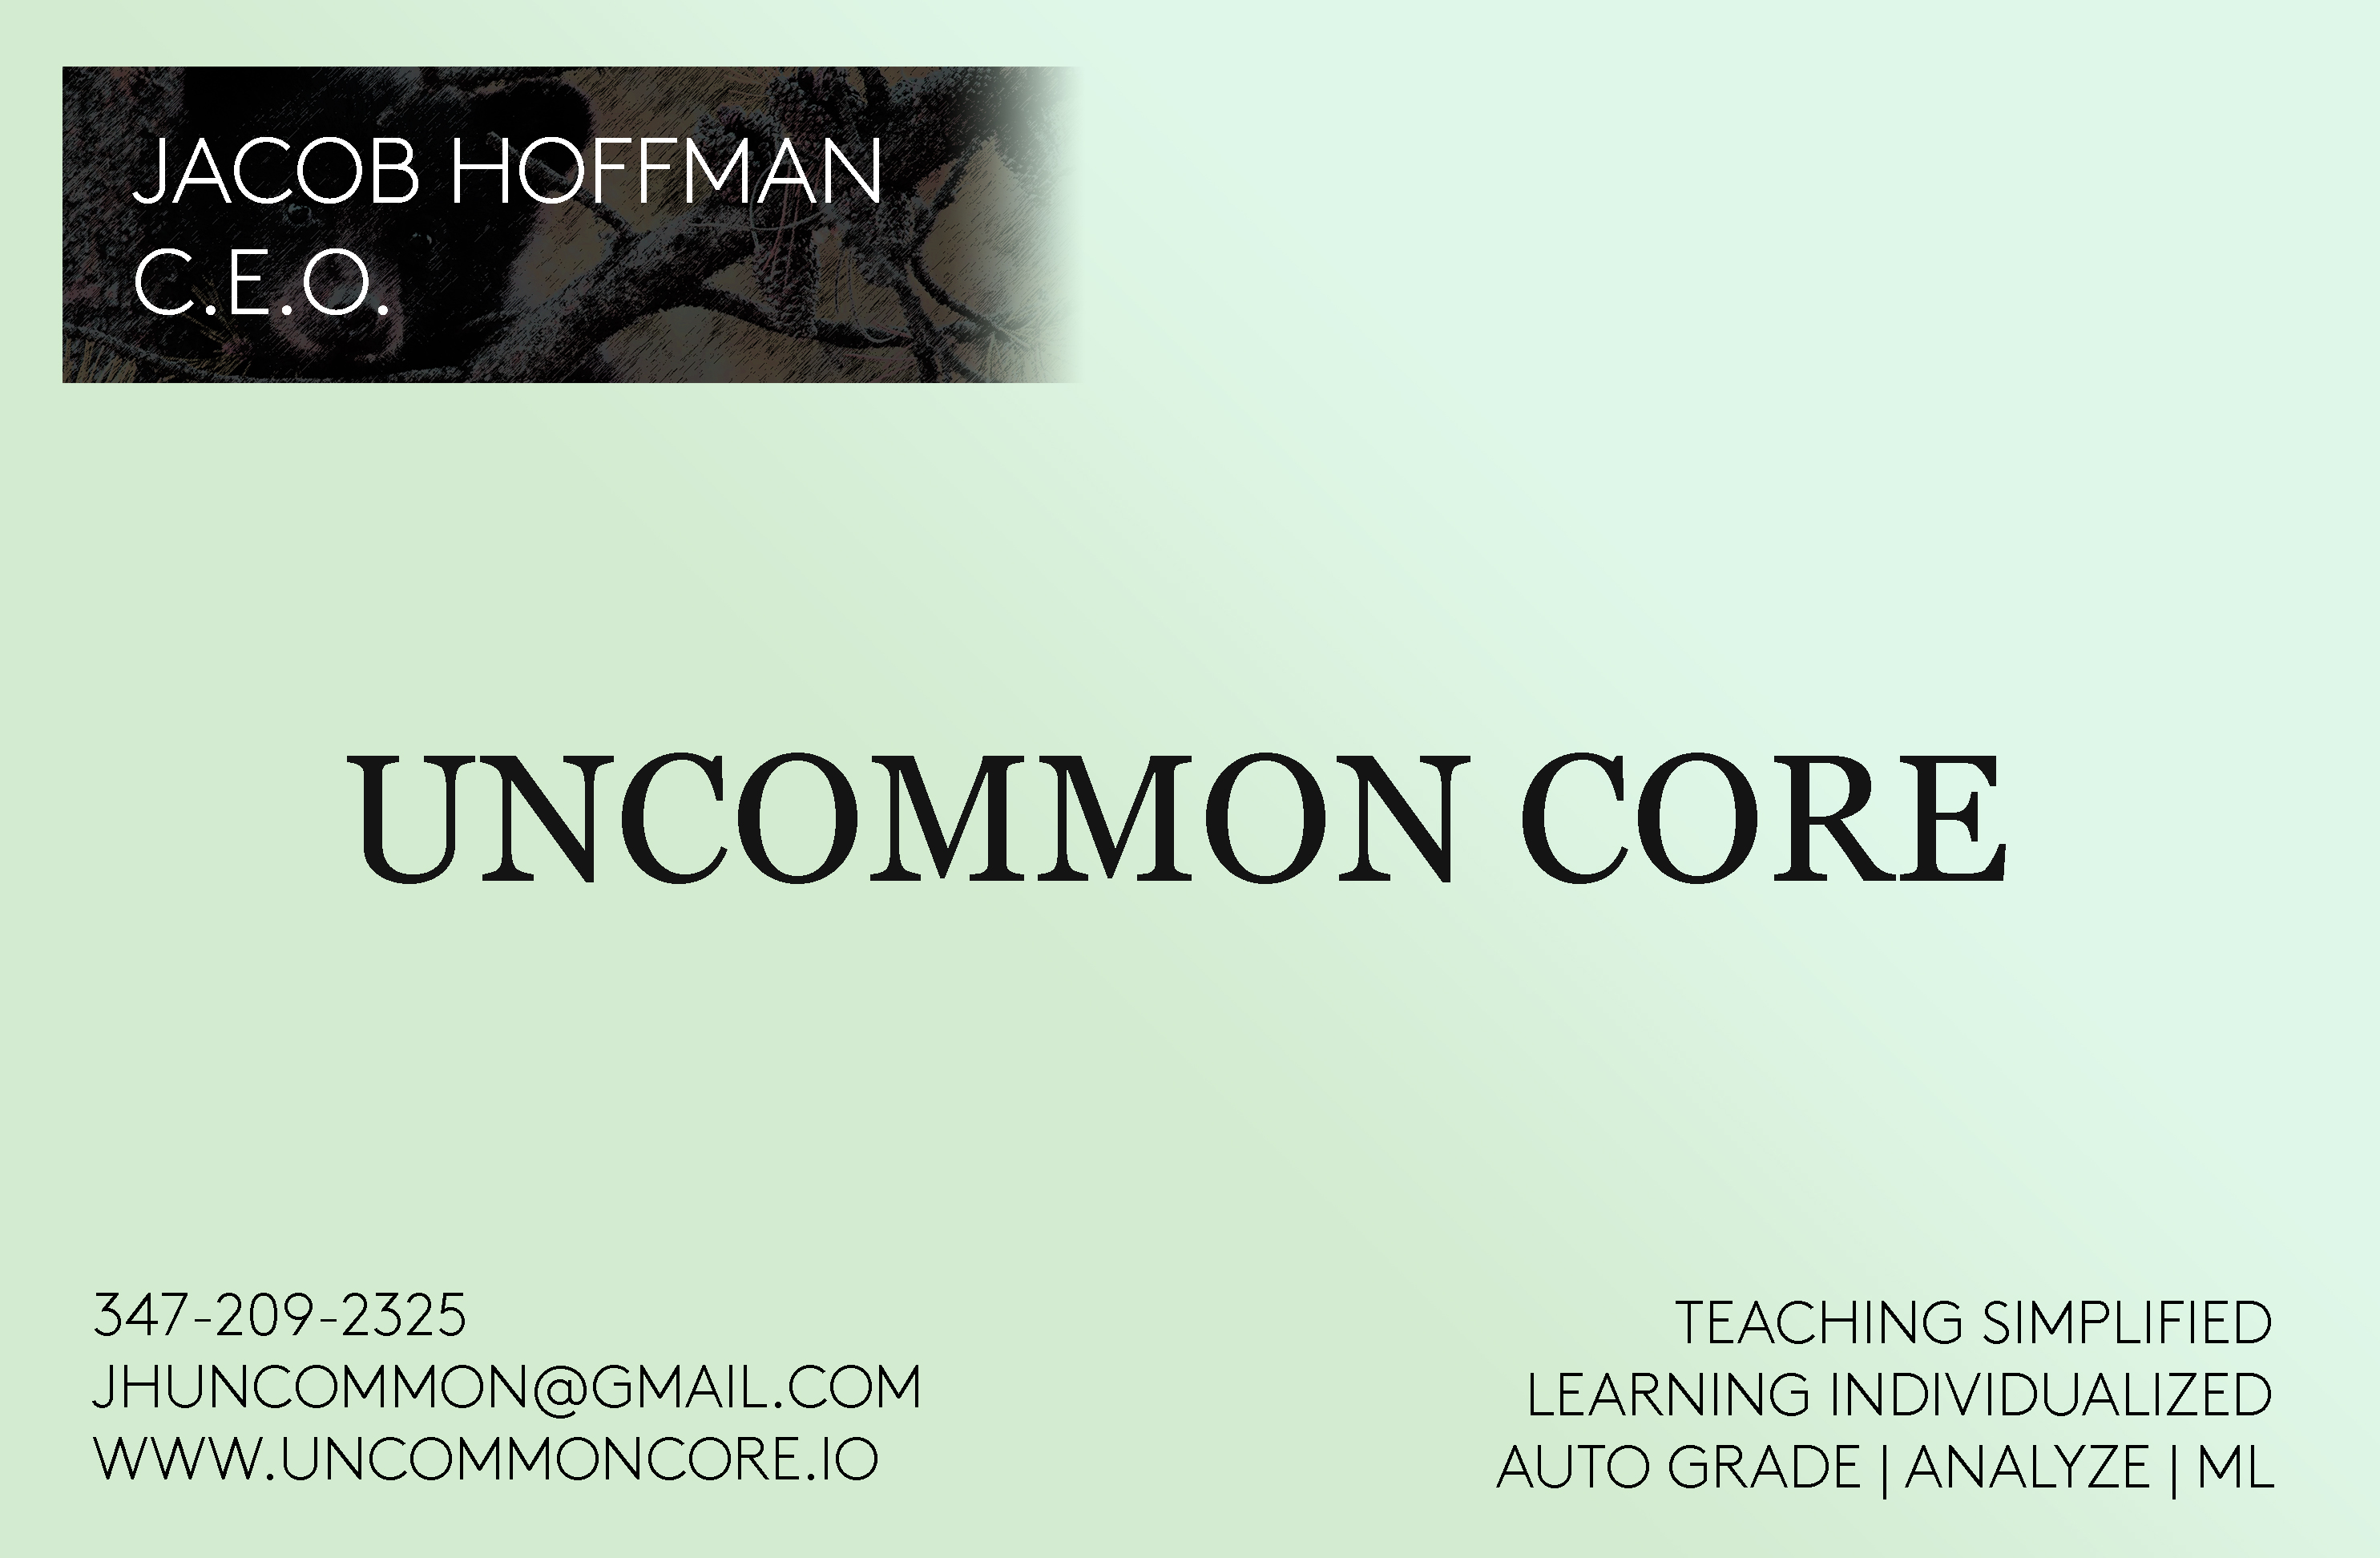 JACOB HOFFMAN
C.E.O.
UNCOMMON CORE
347-209-2325
JHUNCOMMON@GMAIL.COM
WWW.UNCOMMONCORE.IO
TEACHING SIMPLIFIED
LEARNING INDIVIDUALIZED
AUTO GRADE | ANALYZE | ML